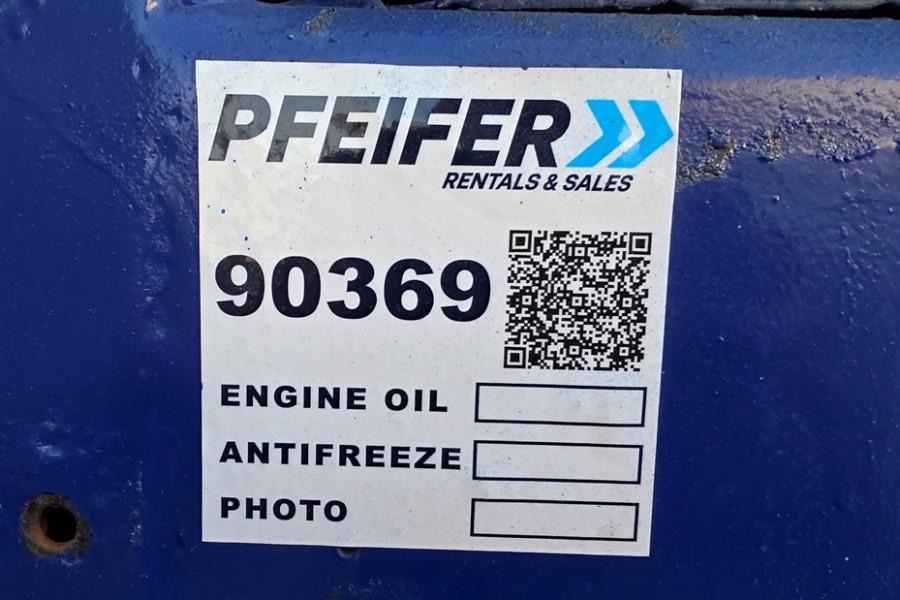 PFEIFER
RENTALS & SALES
90369
ENGINE OIL
ANTIFREEZE
PHOTO